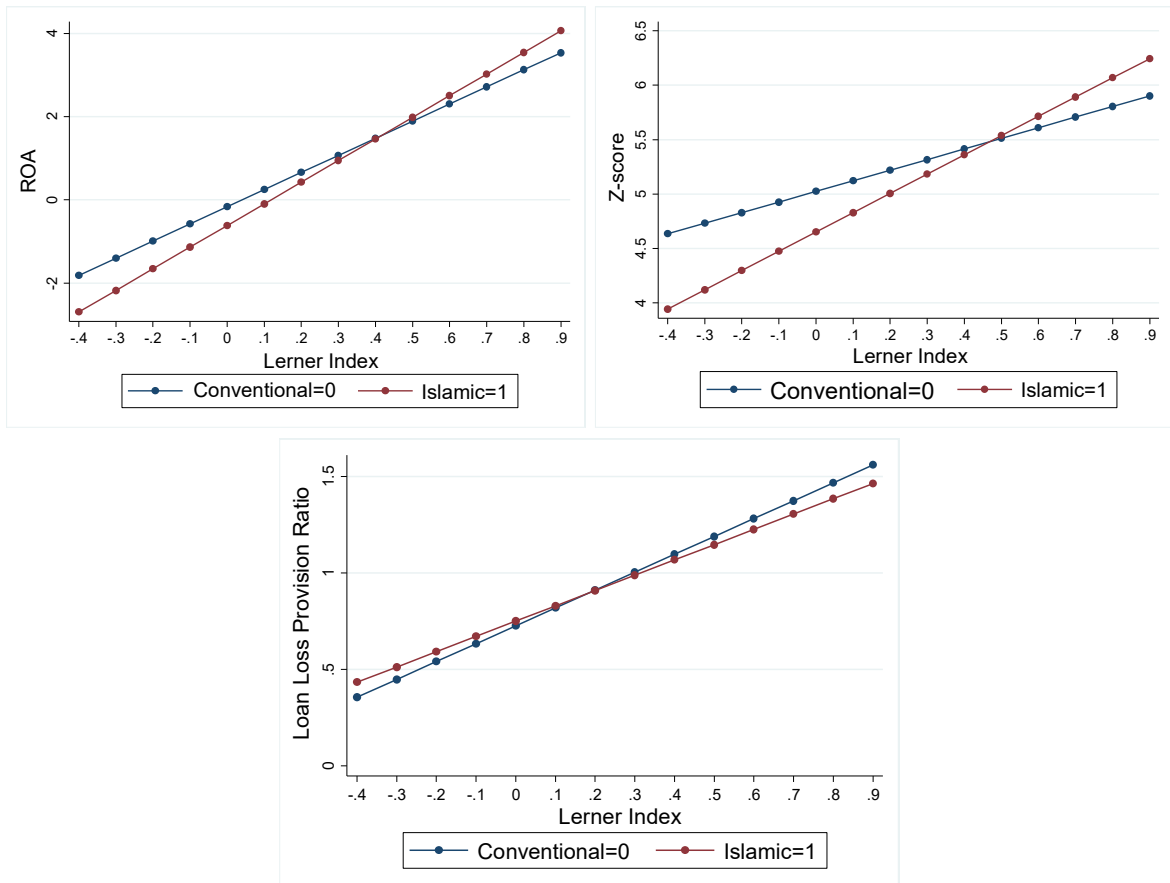 ROA
4
2
0
-2
-.4 -.3 -.2 -.1 0 .1 .2 .3 .4 .5 .6 .7 .8 .9
Lerner Index
Conventional=0 Islamic=1
Z-score
6.5
6
5.5
5
4.5
4
-.4 -.3 -.2 -.1 0 .1 .2 .3 .4 .5 .6 .7 .8 .9
Lerner Index
Conventional=0 Islamic=1
Loan Loss Provision Ratio
1.5
1
.5
0
-.4 -.3 -.2 -.1 0 .1 .2 .3 .4 .5 .6 .7 .8 .9
Lerner Index
Conventional=0 Islamic=1